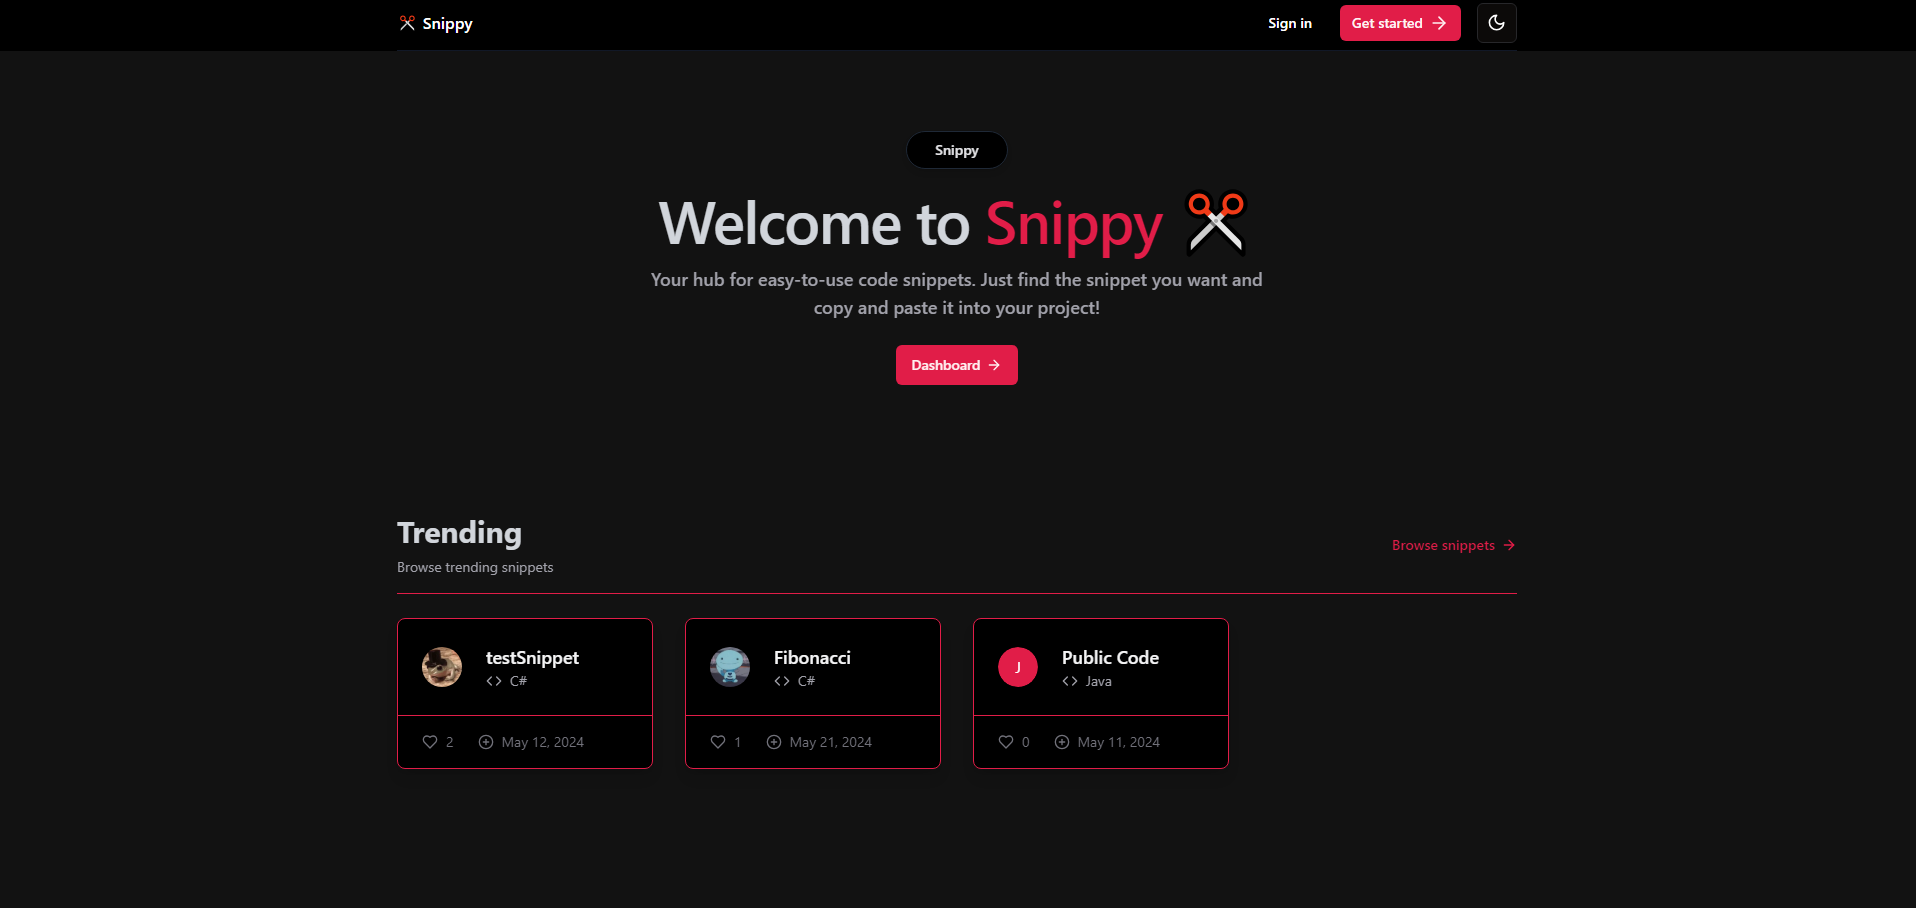 Snippy
Sign in
Get started
Snippy
Welcome to Snippy
Your hub for easy-to-use code snippets. Just find the snippet you want and
copy and paste it into your project!
Dashboard
Trending
Browse snippets
Browse trending snippets
testSnippet
C#
2
May 12, 2024
Fibonacci
C#
1
May 21, 2024
J
Public Code
Java
0
May 11, 2024